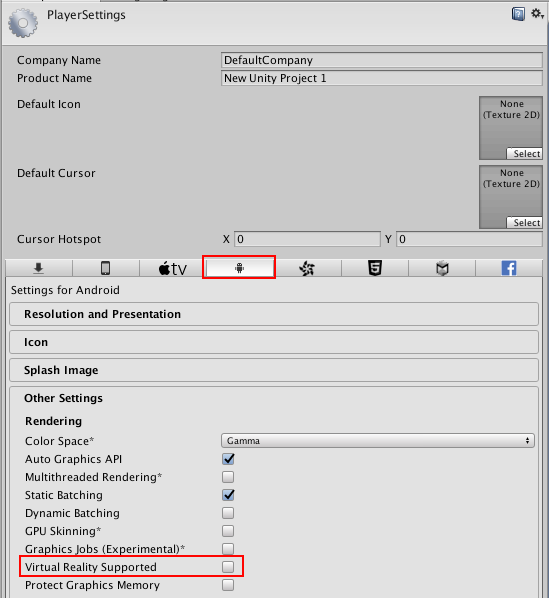 PlayerSettings
Company Name DefaultCompany
Product Name New Unity Project 1
Default Icon None
(Texture 2D)
Select
Default Cursor None
(Texture 2D)
Select
Cursor Hotspot X 0 Y 0
tv
Settings for Android
Resolution and Presentation
Icon
Splash Image
Other Settings
Rendering
Color Space* Gamma
Auto Graphics API
Multithreaded Rendering*
Static Batching
Dynamic Batching
GPU Skinning*
Graphics Jobs (Experimental)*
Virtual Reality Supported
Protect Graphics Memory